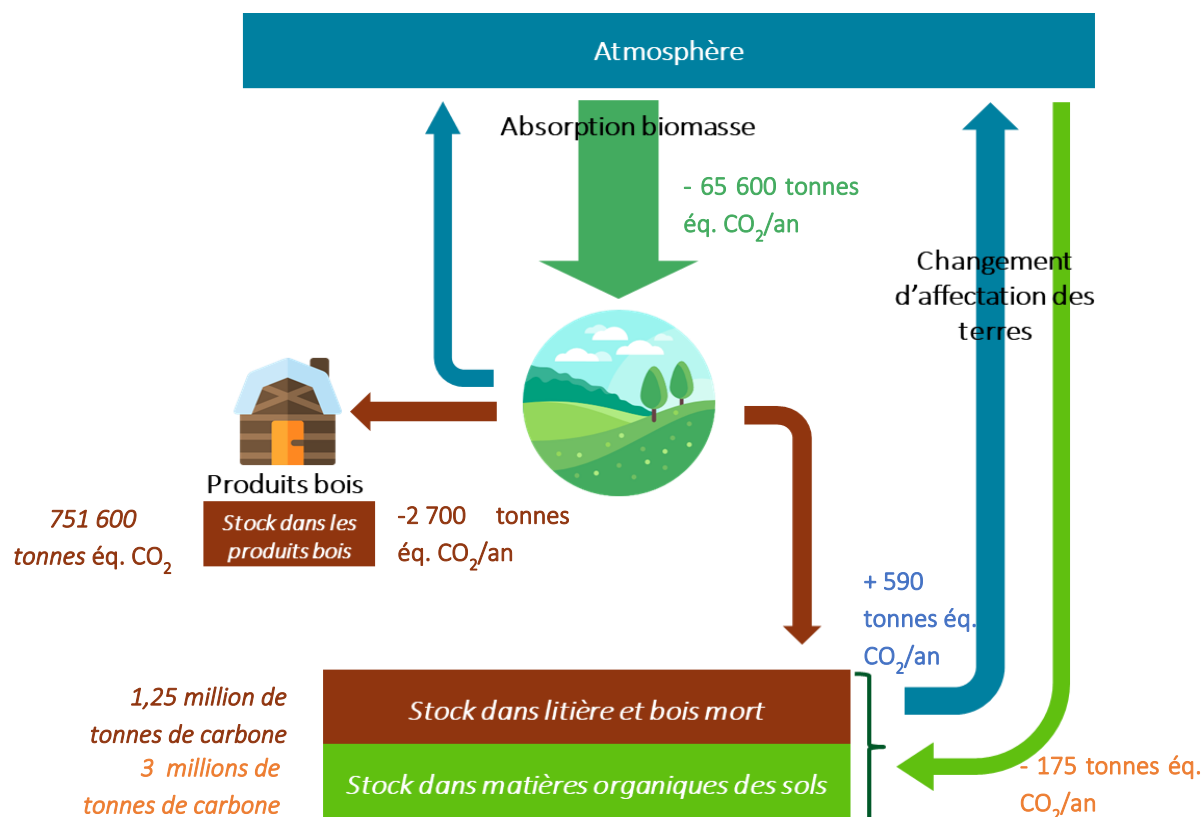 Atmosphère
Absorption biomasse
- 65 600 tonnes
éq. CO₂/an
Changement
d’affectation des
terres
Produits bois
751 600
tonnes éq. CO₂
Stock dans les
produits bois
-2 700 tonnes
éq. CO₂/an
+ 590
tonnes éq.
CO₂/an
1,25 million de
tonnes de carbone
Stock dans litière et bois mort
3 millions de
tonnes de carbone
Stock dans matières organiques des sols
- 175 tonnes éq.
CO₂/an